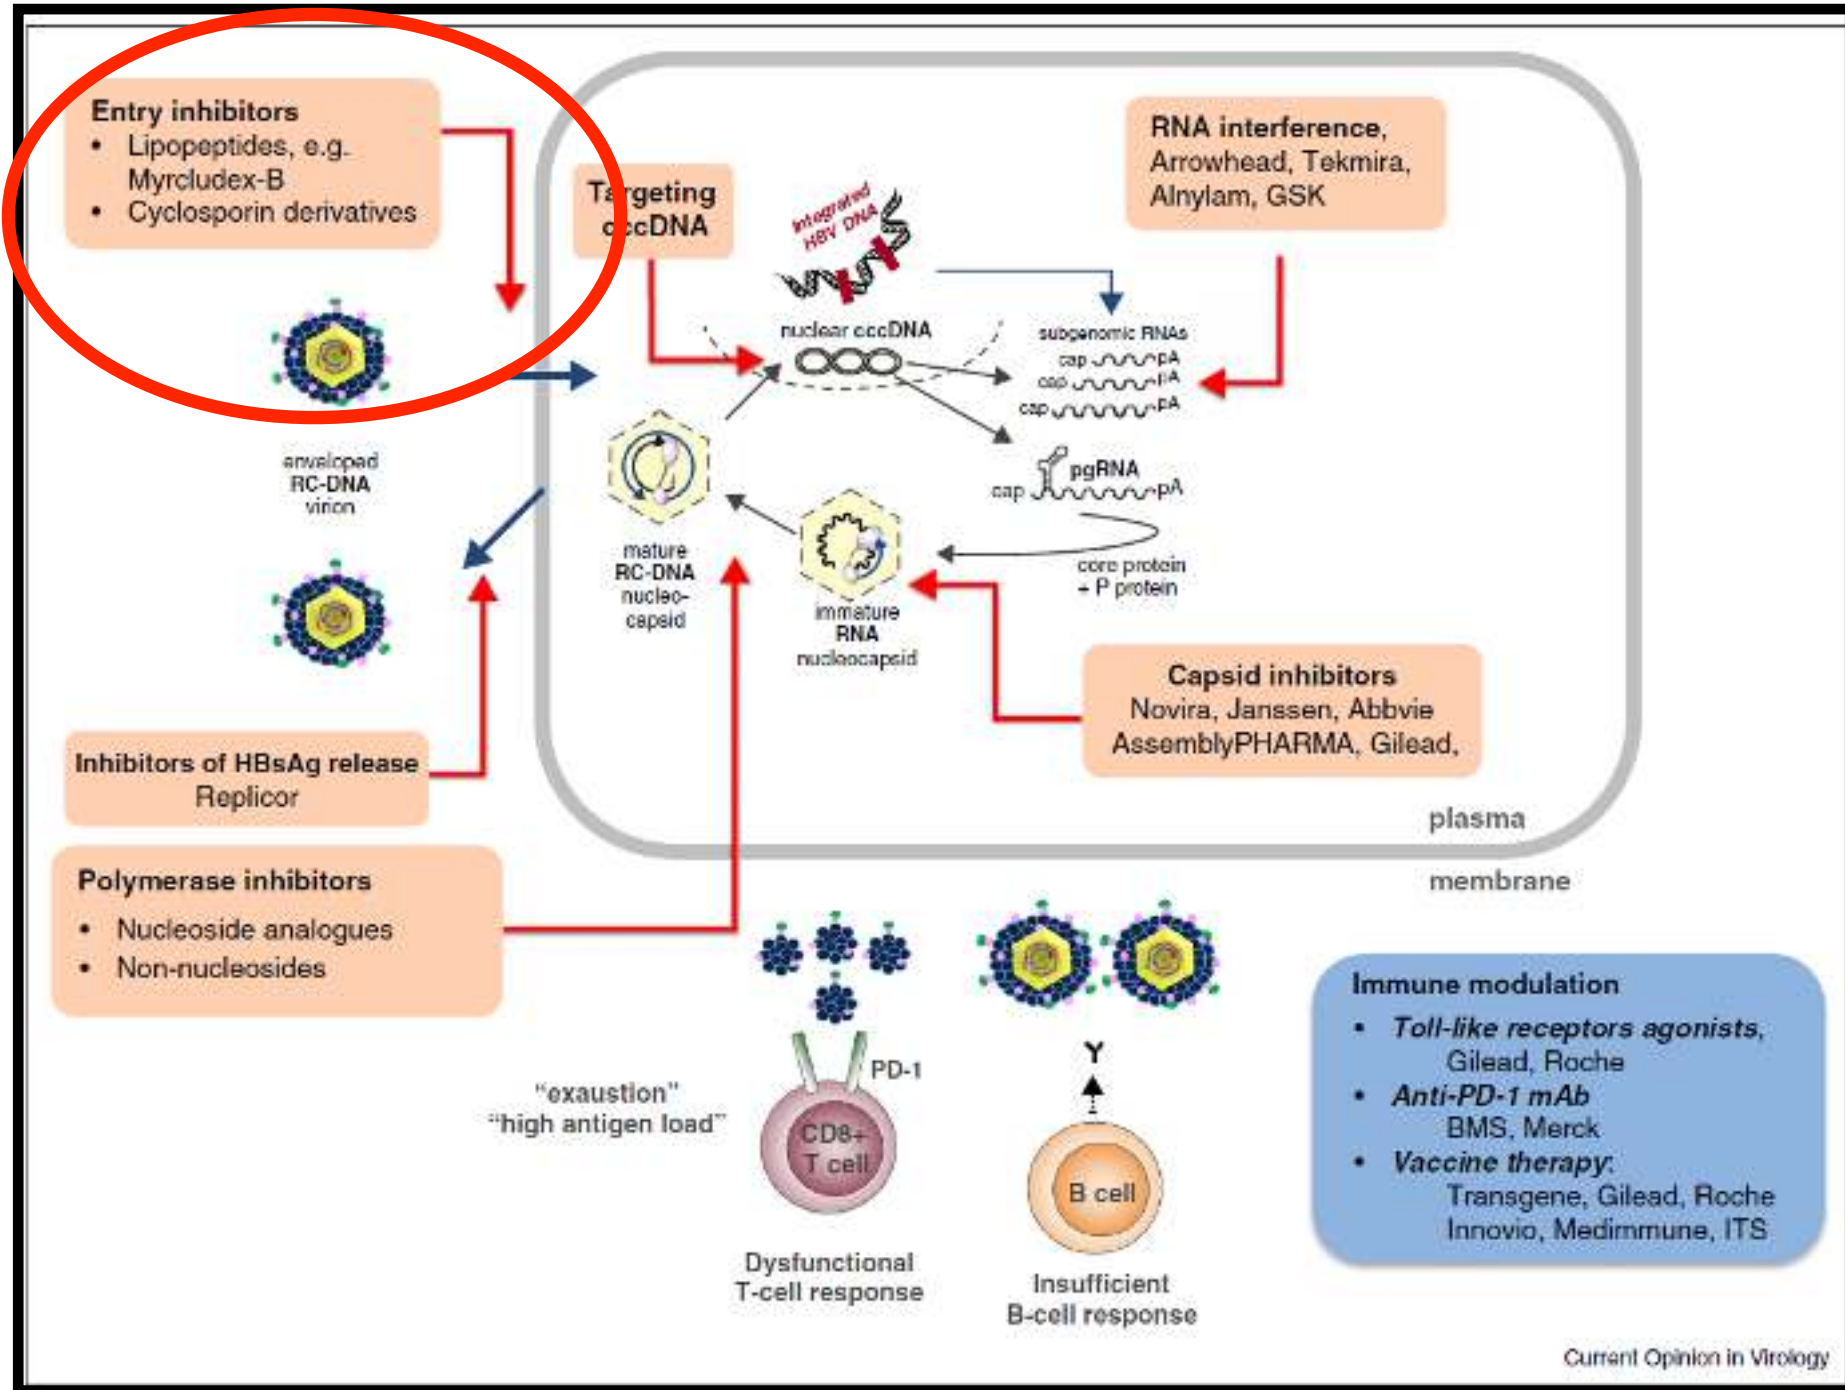 Entry inhibitors
• Lipopeptides, e.g.
Myrcludex-B
• Cyclosporin derivatives
Targeting
cccDNA
Integrated
HBV DNA
RNA interference,
Arrowhead, Tekmira,
Alnylam, GSK
nuclear cccDNA
subgenomic RNAs
cap pA
cap pA
cap pA
enveloped
RC-DNA
virion
pgRNA
cap pA
mature
RC-DNA
nucleo-
capsid
immature
RNA
nucleocapsid
core protein
+ P protein
Capsid inhibitors
Novira, Janssen, Abbvie
AssemblyPHARMA, Gilead,
Inhibitors of HBsAg release
Replicor
plasma
membrane
Polymerase inhibitors
• Nucleoside analogues
• Non-nucleosides
PD-1
"exaustion"
"high antigen load"
CD8+
T cell
Y
B cell
Dysfunctional
T-cell response
Insufficient
B-cell response
Immune modulation
• Toll-like receptors agonists,
Gilead, Roche
• Anti-PD-1 mAb
BMS, Merck
• Vaccine therapy:
Transgene, Gilead, Roche
Innovio, Medimmune, ITS
Current Opinion in Virology